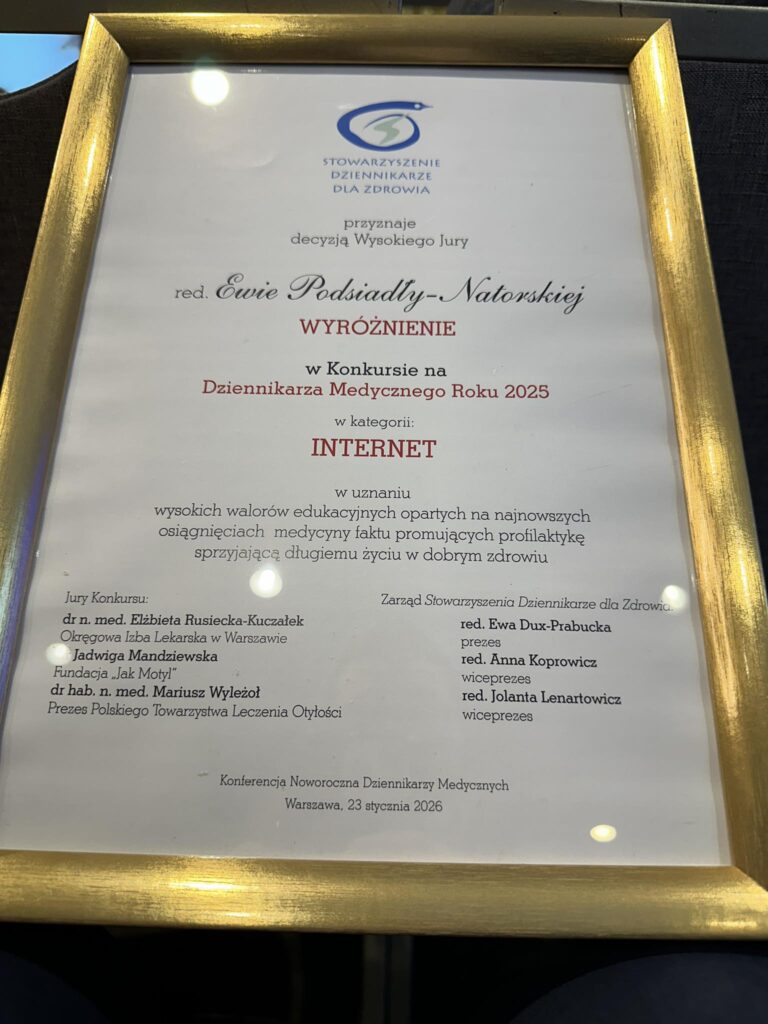 STOWARZYSZENIE
DZIENNIKARZE
DLA ZDROWIA
przyznaje
decyzją Wysokiego Jury
red. Ewie Podsiadły-Natorskiej
WYRÓŻNIENIE
w Konkursie na
Dziennikarza Medycznego Roku 2025
w kategorii:
INTERNET
w uznaniu
wysokich walorów edukacyjnych opartych na najnowszych
osiągnięciach medycyny faktu promujących profilaktykę
sprzyjającą długiemu życiu w dobrym zdrowiu
Jury Konkursu:
dr n. med. Elżbieta Rusiecka-Kuczałek
Okręgowa Izba Lekarska w Warszawie
Jadwiga Mandziewska
Fundacja „Jak Motyl”
dr hab. n. med. Mariusz Wyleżoł
Prezes Polskiego Towarzystwa Leczenia Otyłości
Zarząd Stowarzyszenia Dziennikarze dla Zdrowia:
red. Ewa Dux-Prabucka
prezes
red. Anna Koprowicz
wiceprezes
red. Jolanta Lenartowicz
wiceprezes
Konferencja Noworoczna Dziennikarzy Medycznych
Warszawa, 23 stycznia 2026